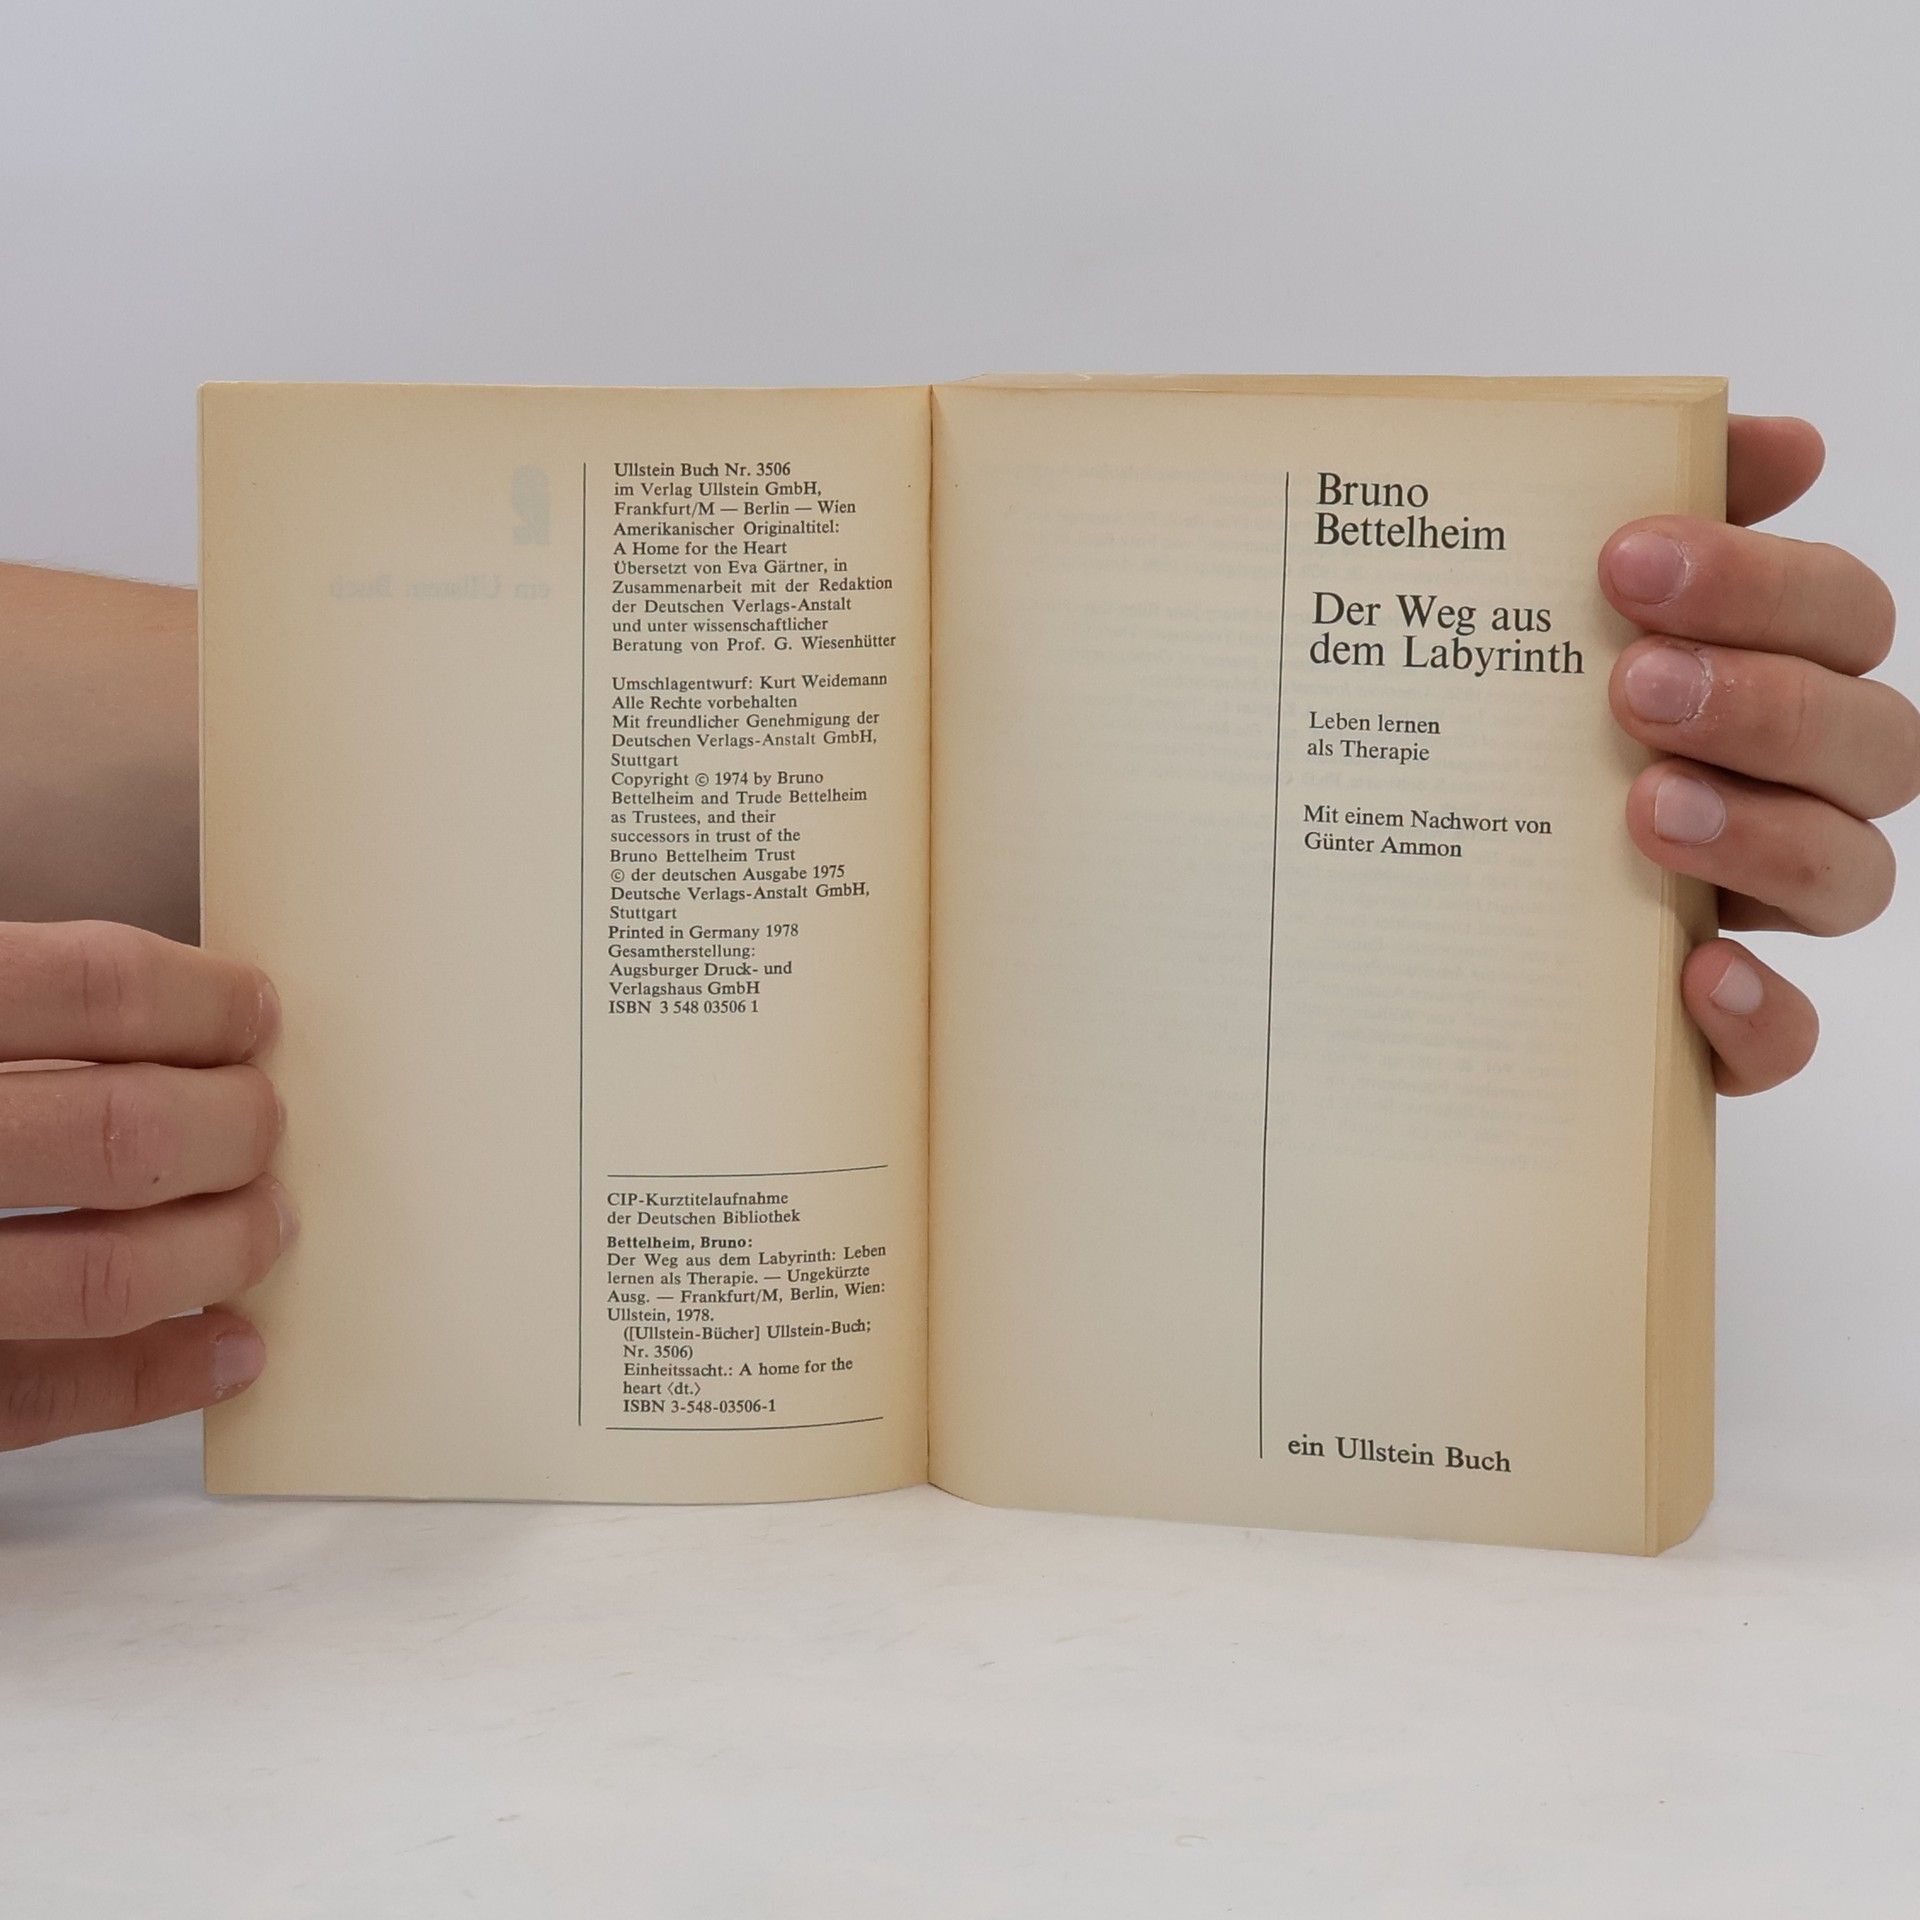 Ullstein Buch Nr. 3506
im Verlag Ullstein GmbH,
Frankfurt/M — Berlin — Wien
Amerikanischer Originaltitel:
A Home for the Heart
Übersetzt von Eva Gärtner, in
Zusammenarbeit mit der Redaktion
der Deutschen Verlags-Anstalt
und unter wissenschaftlicher
Beratung von Prof. G. Wiesenhütter
Umschlagentwurf: Kurt Weidemann
Alle Rechte vorbehalten
Mit freundlicher Genehmigung der
Deutschen Verlags-Anstalt GmbH,
Stuttgart
Copyright © 1974 by Bruno
Bettelheim and Trude Bettelheim
as Trustees, and their
successors in trust of the
Bruno Bettelheim Trust
© der deutschen Ausgabe 1975
Deutsche Verlags-Anstalt GmbH,
Stuttgart
Printed in Germany 1978
Gesamtherstellung:
Augsburger Druck- und
Verlagshaus GmbH
ISBN 3 548 03506 1
CIP-Kurztitelaufnahme
der Deutschen Bibliothek
Bettelheim, Bruno:
Der Weg aus dem Labyrinth: Leben
lernen als Therapie. — Ungekürzte
Ausg. — Frankfurt/M, Berlin, Wien:
Ullstein, 1978.
([Ullstein-Bücher] Ullstein-Buch;
Nr. 3506)
Einheitssacht.: A home for the
heart ⟨dt.⟩
ISBN 3-548-03506-1
Bruno
Bettelheim
Der Weg aus
dem Labyrinth
Leben lernen
als Therapie
Mit einem Nachwort von
Günter Ammon
ein Ullstein Buch